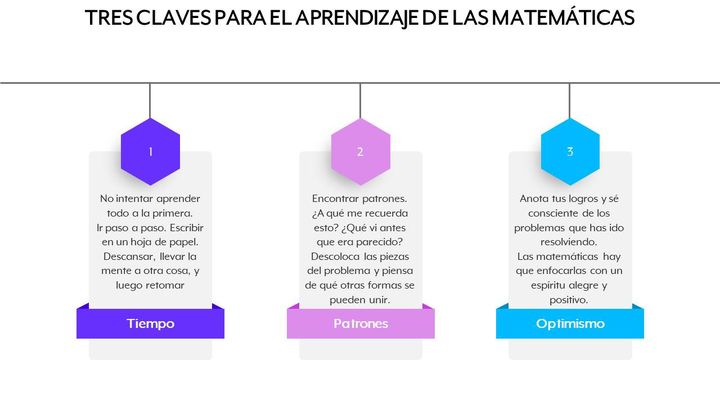 TRES CLAVES PARA EL APRENDIZAJE DE LAS MATEMÁTICAS
1
No intentar aprender
todo a la primera.
Ir paso a paso. Escribir
en un hoja de papel.
Descansar, llevar la
mente a otra cosa, y
luego retomar
Tiempo
2
Encontrar patrones.
¿A qué me recuerda
esto? ¿Qué vi antes
que era parecido?
Descoloca las piezas
del problema y piensa
de qué otras formas se
pueden unir.
Patrones
3
Anota tus logros y sé
consciente de los
problemas que has ido
resolviendo.
Las matemáticas hay
que enfocarlas con un
espíritu alegre y
positivo.
Optimismo